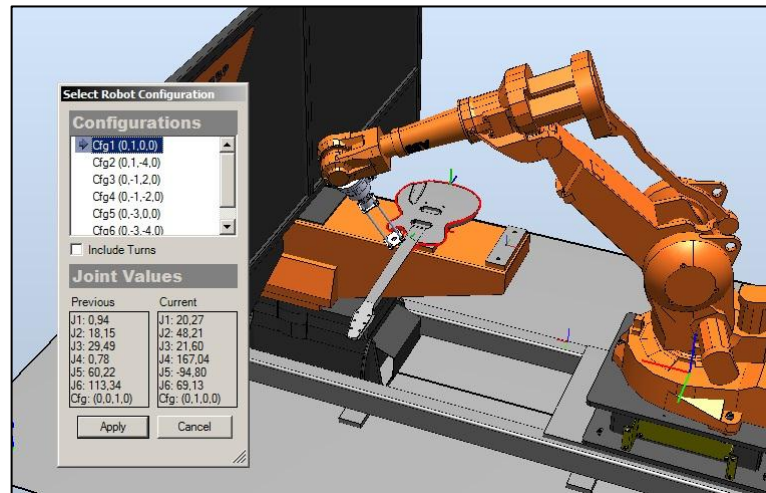 Select Robot Configuration
Configurations
Cfg1 (0,1,0,0)
Cfg2 (0,1,-4,0)
Cfg3 (0,-1,2,0)
Cfg4 (0,-1,-2,0)
Cfg5 (0,-3,0,0)
Cfg6 (0,-3,-4,0)
Include Turns
Joint Values
Previous Current
J1: 0,94 J1: 20,27
J2: 18,15 J2: 48,21
J3: 29,49 J3: 21,60
J4: 0,78 J4: 167,04
J5: 60,22 J5: -94,80
J6: 113,34 J6: 69,13
Cfg: (0,0,1,0) Cfg: (0,1,0,0)
Apply Cancel